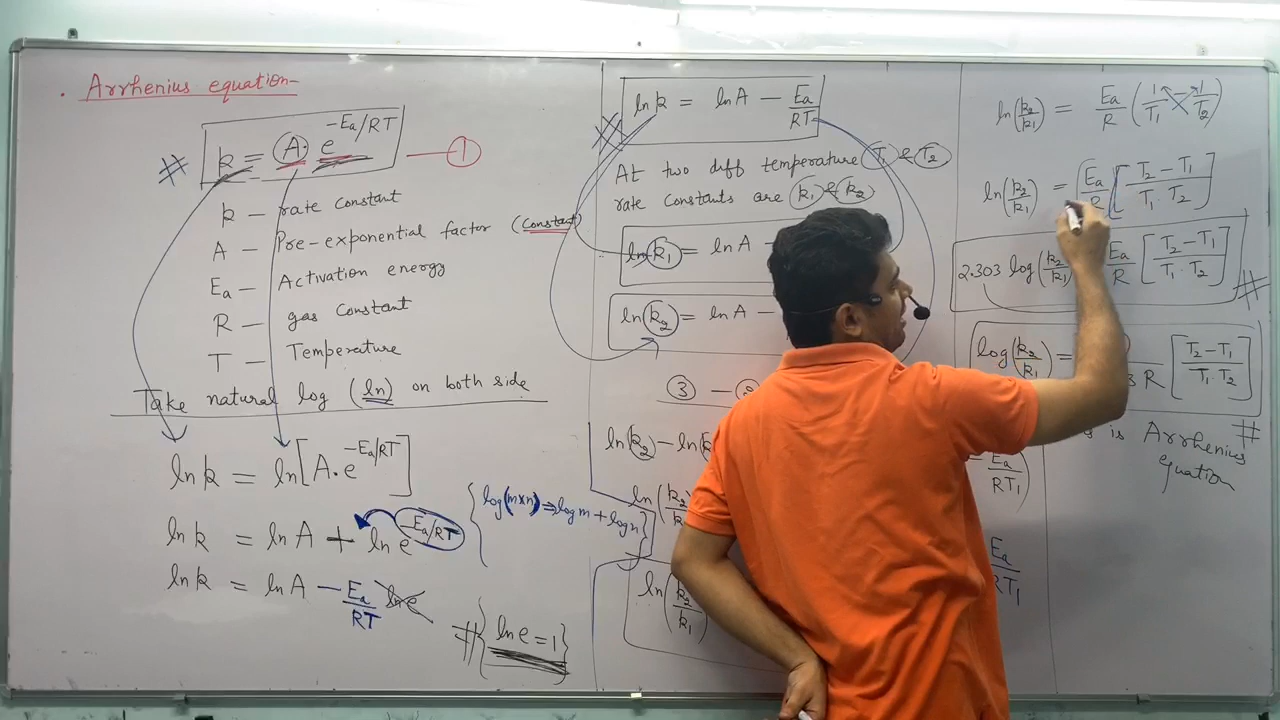 . Arrhenius equation-
# k = A. e -Ea/RT — ①
k - rate constant
A - Pre-exponential factor (Constant)
Ea - Activation energy
R - gas Constant
T - Temperature
Take natural log (ln) on both side
ln k = ln[A.e -Ea/RT]
ln k = ln A + ln e -Ea/RT
{log(m×n) = log m + log n}
ln k = ln A - Ea/RT ln e
# {ln e = 1}
# ln k = ln A - Ea/RT
At two diff temperature T1 & T2
rate constants are k1 & k2
ln k1 = ln A -
ln k2 = ln A -
③ - ②
ln(k2) - ln(k
ln(k2/k
= Ea/RT1
Ea/RT1
ln(k2/k1)
ln(k2/k1) = Ea/R (1/T1 - 1/T2)
ln(k2/k1) = Ea/R [T2-T1/T1.T2]
2.303 log(k2/k1) Ea/R [T2-T1/T1.T2] #
log(k2/k1) = 3 R [T2-T1/T1.T2] #
is Arrhenius
equation